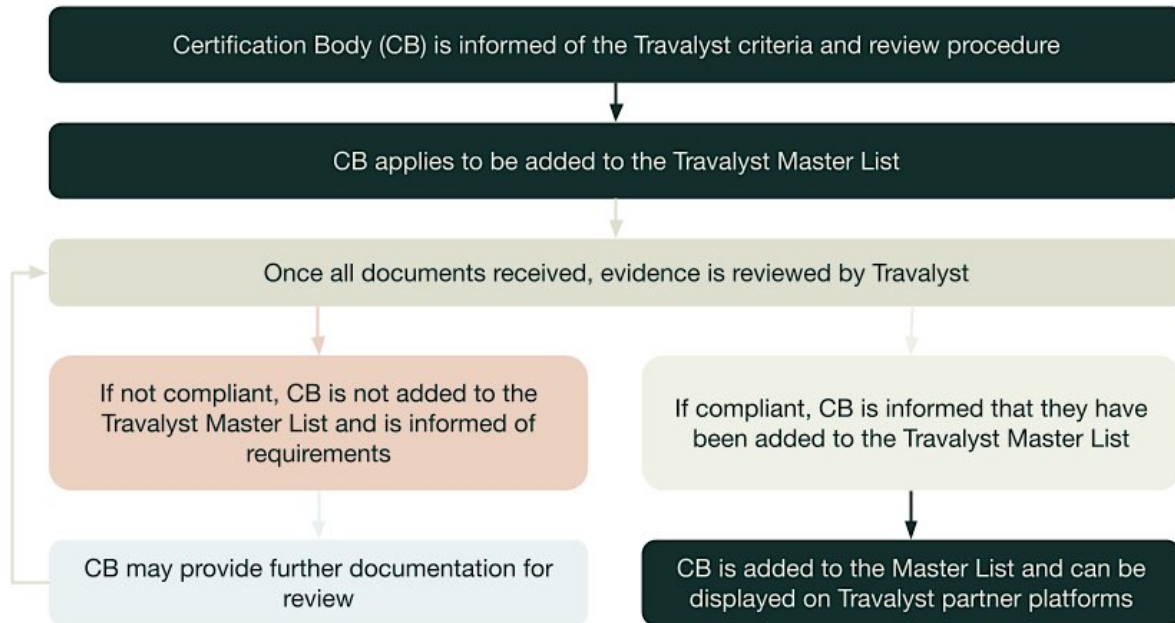 Certification Body (CB) is informed of the Travalyst criteria and review procedure
CB applies to be added to the Travalyst Master List
Once all documents received, evidence is reviewed by Travalyst
If not compliant, CB is not added to the
Travalyst Master List and is informed of
requirements
If compliant, CB is informed that they have
been added to the Travalyst Master List
CB may provide further documentation for
review
CB is added to the Master List and can be
displayed on Travalyst partner platforms